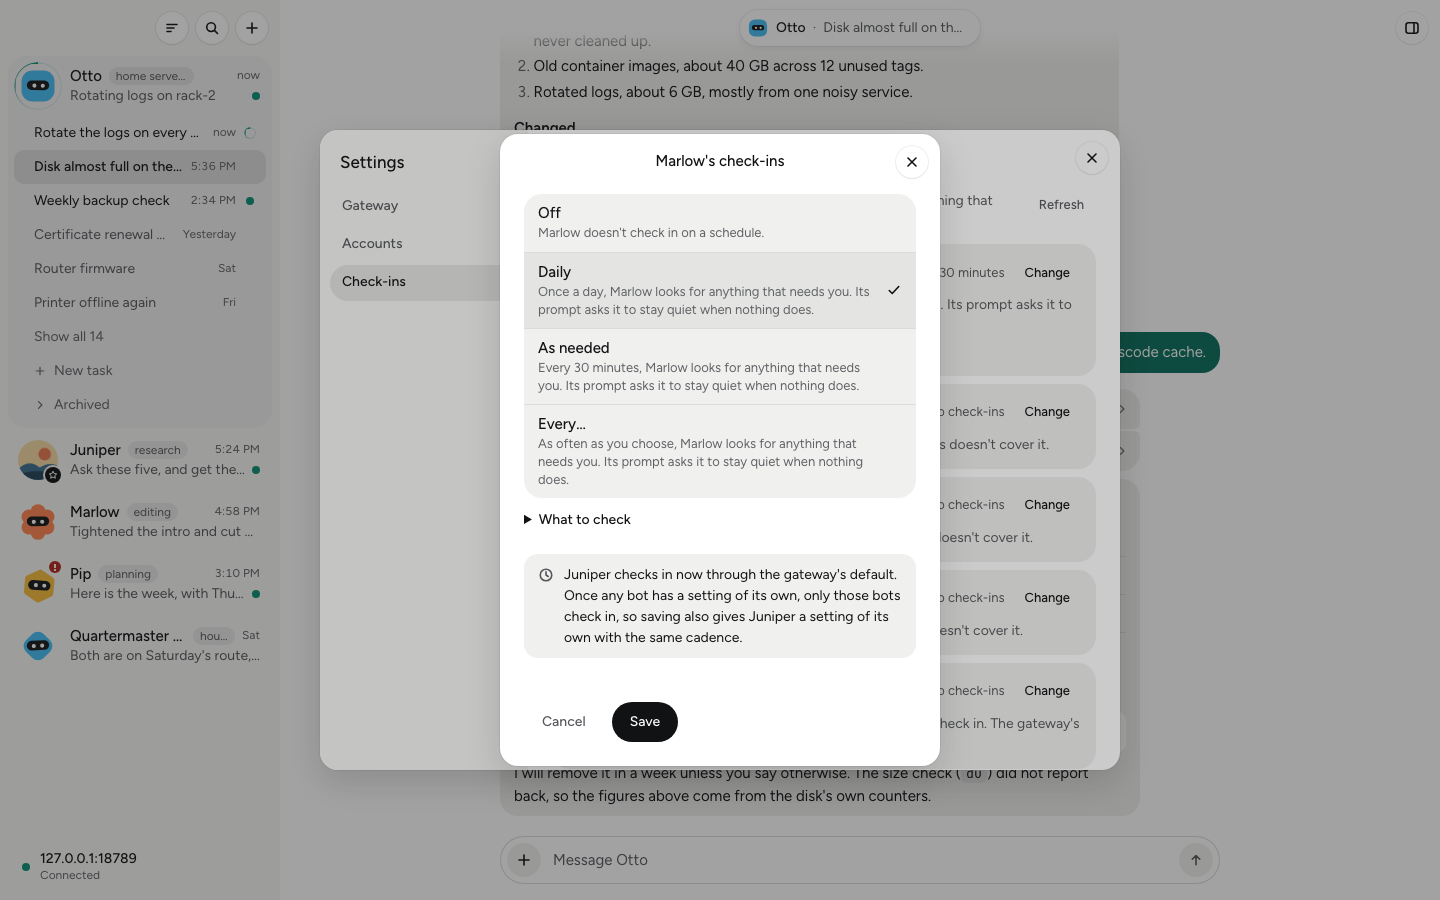 Otto
home serve...
now
Rotating logs on rack-2
Rotate the logs on every ...
now
Disk almost full on the...
5:36 PM
Weekly backup check
2:34 PM
Certificate renewal ...
Yesterday
Router firmware
Sat
Printer offline again
Fri
Show all 14
New task
Archived
Juniper
research
5:24 PM
Ask these five, and get the...
Marlow
editing
4:58 PM
Tightened the intro and cut ...
Pip
planning
3:10 PM
Here is the week, with Thu...
Quartermaster ...
hou...
Sat
Both are on Saturday's route,...
127.0.0.1:18789
Connected
Otto · Disk almost full on th...
never cleaned up.
2. Old container images, about 40 GB across 12 unused tags.
3. Rotated logs, about 6 GB, mostly from one noisy service.
Changed
scode cache.
Settings
Gateway
Accounts
Check-ins
hing that
Refresh
30 minutes
Change
. Its prompt asks it to
check-ins
Change
s doesn't cover it.
check-ins
Change
doesn't cover it.
check-ins
Change
esn't cover it.
check-ins
Change
heck in. The gateway's
Marlow's check-ins
Off
Marlow doesn't check in on a schedule.
Daily
Once a day, Marlow looks for anything that needs you. Its
prompt asks it to stay quiet when nothing does.
As needed
Every 30 minutes, Marlow looks for anything that needs
you. Its prompt asks it to stay quiet when nothing does.
Every...
As often as you choose, Marlow looks for anything that
needs you. Its prompt asks it to stay quiet when nothing
does.
What to check
Juniper checks in now through the gateway's default.
Once any bot has a setting of its own, only those bots
check in, so saving also gives Juniper a setting of its
own with the same cadence.
Cancel
Save
I will remove it in a week unless you say otherwise. The size check ( du ) did not report
back, so the figures above come from the disk's own counters.
Message Otto